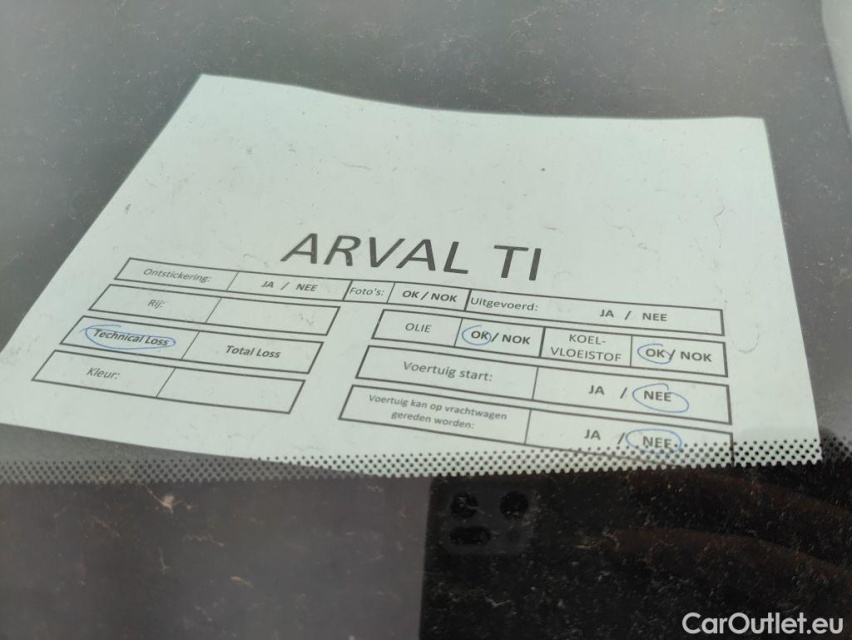 ARVAL TI
Ontstickering: JA / NEE Foto's: OK / NOK Uitgevoerd: JA / NEE
Rij:
Technical Loss Total Loss
Kleur:
OLIE OK / NOK KOEL-
VLOEISTOF OK / NOK
Voertuig start: JA / NEE
Voertuig kan op vrachtwagen
gereden worden: JA / NEE
CarOutlet.eu